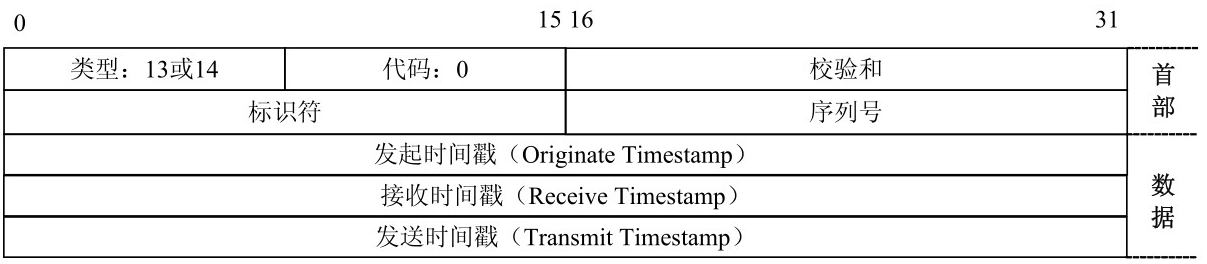 0 15 16 31
类型：13或14 代码：0 校验和 首部
标识符 序列号
发起时间戳（Originate Timestamp）
接收时间戳（Receive Timestamp） 数据
发送时间戳（Transmit Timestamp）